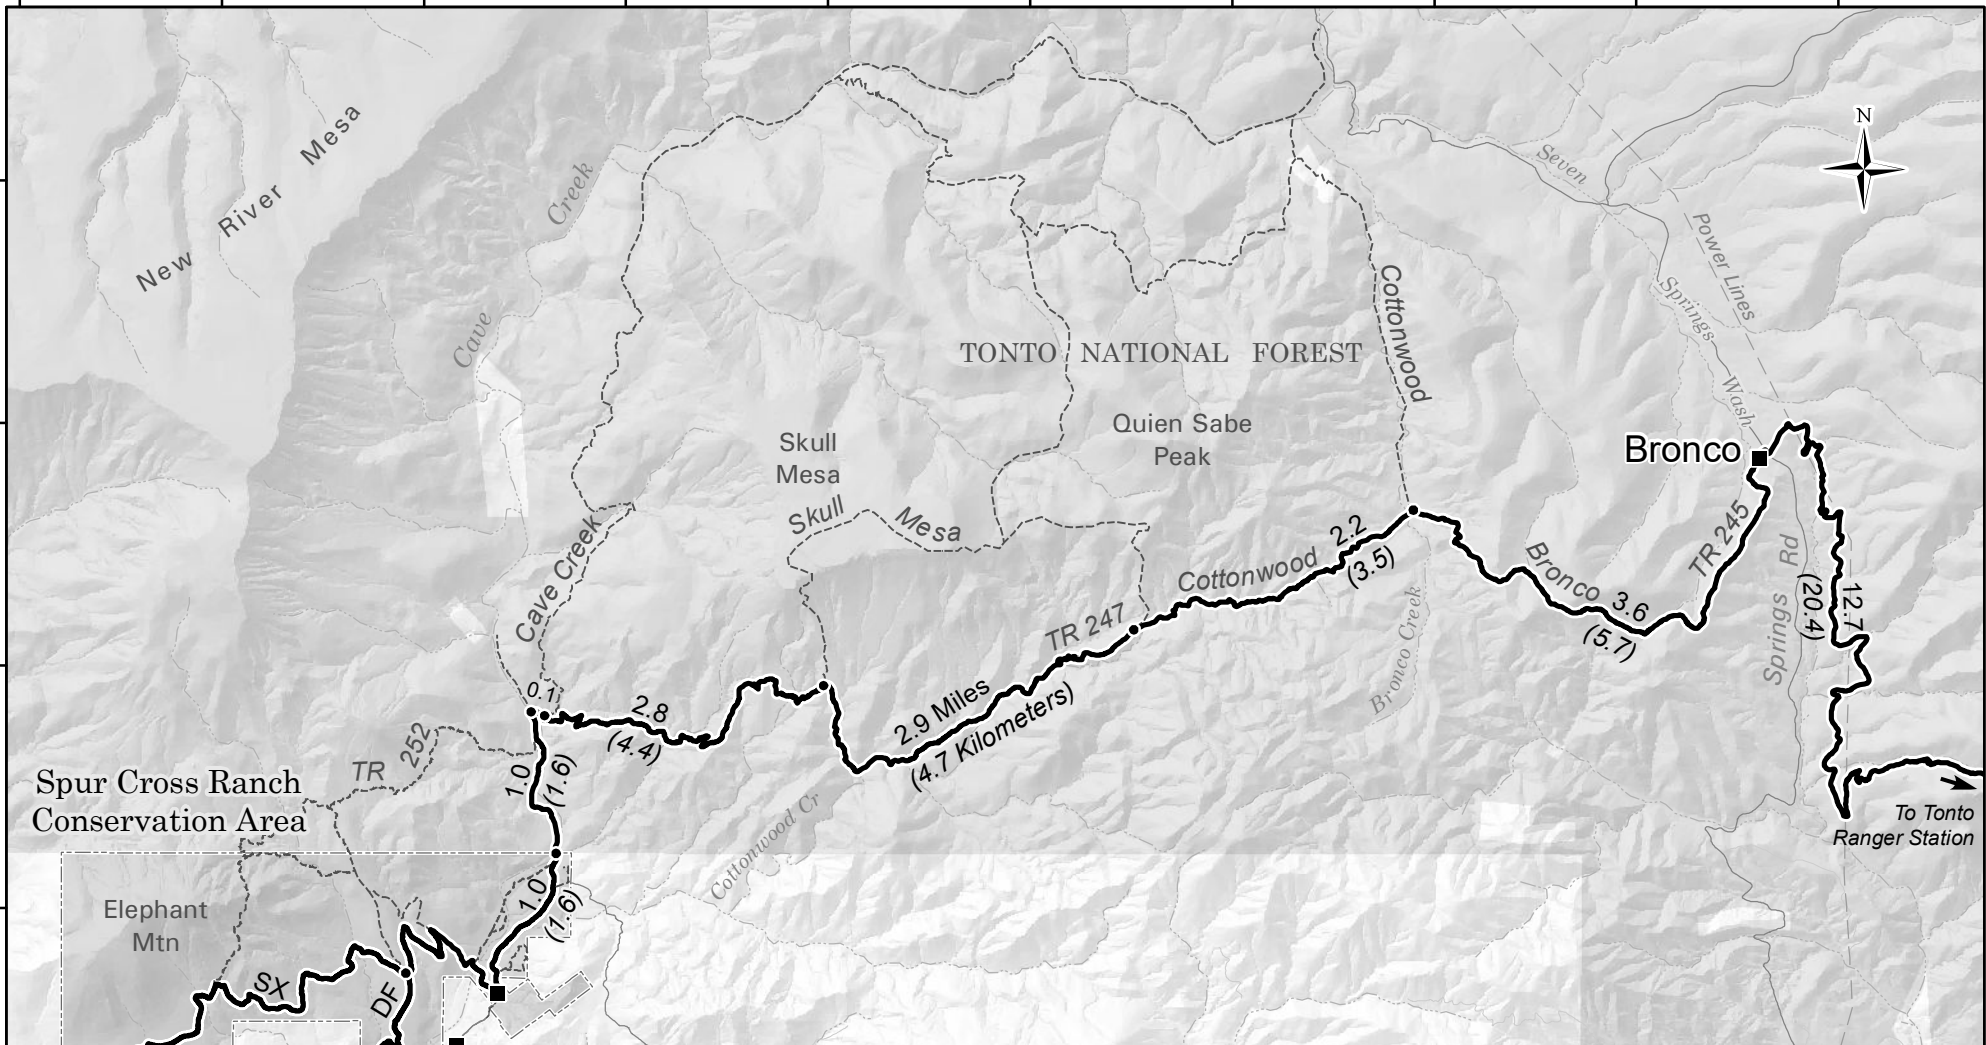 N
New River Mesa
Cave Creek
Seven Springs Wash
Power Lines
TONTO NATIONAL FOREST
Cottonwood
Quien Sabe
Peak
Skull
Mesa
Skull Mesa
Bronco
TR 245
Springs Rd
12.7
(20.4)
Cave Creek
Cottonwood
2.2
(3.5)
Bronco
3.6
(5.7)
TR 247
Bronco Creek
0.1
2.8
(4.4)
2.9 Miles
(4.7 Kilometers)
TR 252
1.0
(1.6)
Spur Cross Ranch
Conservation Area
Cottonwood Cr
To Tonto
Ranger Station
1.0
(1.6)
Elephant
Mtn
SX
DF